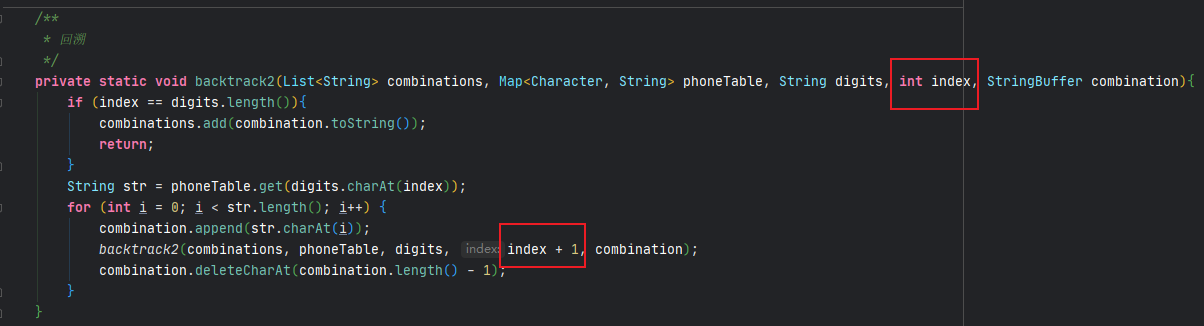 /**
 * 回溯
 */
private static void backtrack2(List<String> combinations, Map<Character, String> phoneTable, String digits, int index, StringBuffer combination){
    if (index == digits.length()){
        combinations.add(combination.toString());
        return;
    }
    String str = phoneTable.get(digits.charAt(index));
    for (int i = 0; i < str.length(); i++) {
        combination.append(str.charAt(i));
        backtrack2(combinations, phoneTable, digits, index: index + 1, combination);
        combination.deleteCharAt(combination.length() - 1);
    }
}